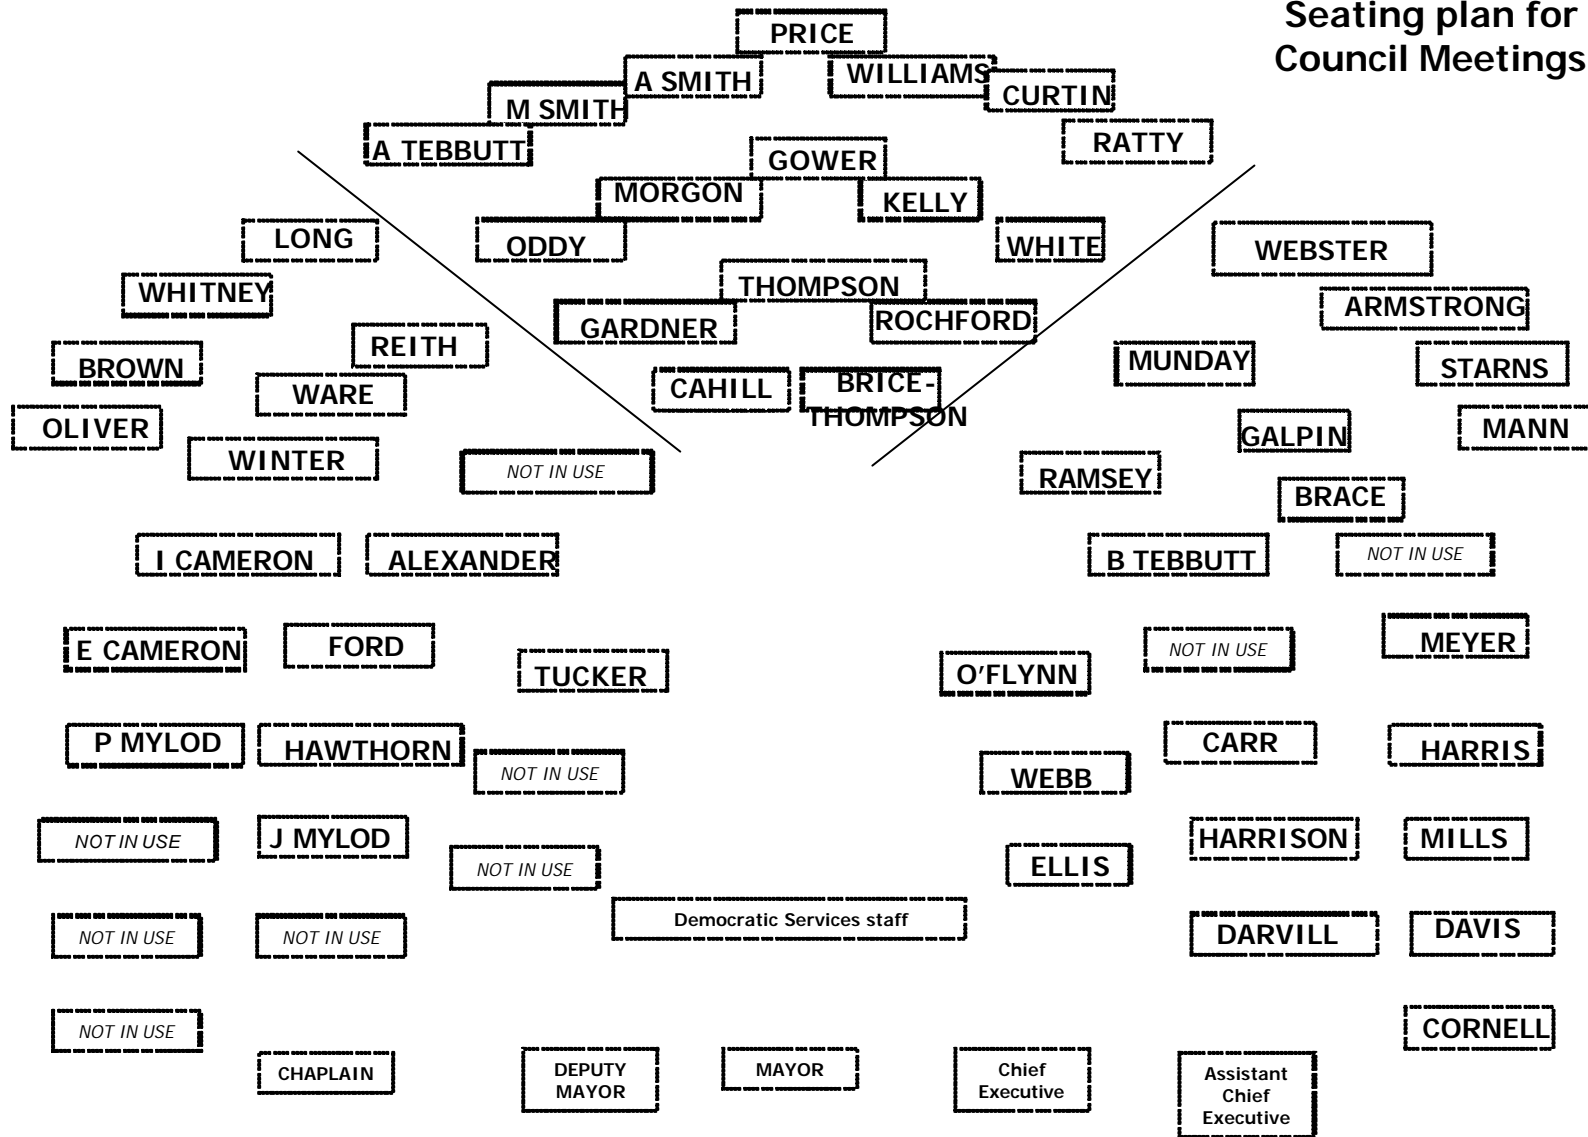 Seating plan for
Council Meetings
PRICE
A SMITH
WILLIAMS
M SMITH
CURTIN
A TEBBUTT
RATTY
GOWER
MORGON
KELLY
ODDY
WHITE
LONG
WEBSTER
THOMPSON
WHITNEY
ARMSTRONG
GARDNER
ROCHFORD
REITH
BROWN
MUNDAY
STARNS
WARE
CAHILL
BRICE-
THOMPSON
OLIVER
GALPIN
MANN
WINTER
NOT IN USE
RAMSEY
BRACE
I CAMERON
ALEXANDER
B TEBBUTT
NOT IN USE
E CAMERON
FORD
TUCKER
O'FLYNN
NOT IN USE
MEYER
P MYLOD
HAWTHORN
NOT IN USE
WEBB
CARR
HARRIS
NOT IN USE
J MYLOD
NOT IN USE
ELLIS
HARRISON
MILLS
Democratic Services staff
NOT IN USE
NOT IN USE
DARVILL
DAVIS
NOT IN USE
CORNELL
CHAPLAIN
DEPUTY
MAYOR
MAYOR
Chief
Executive
Assistant
Chief
Executive